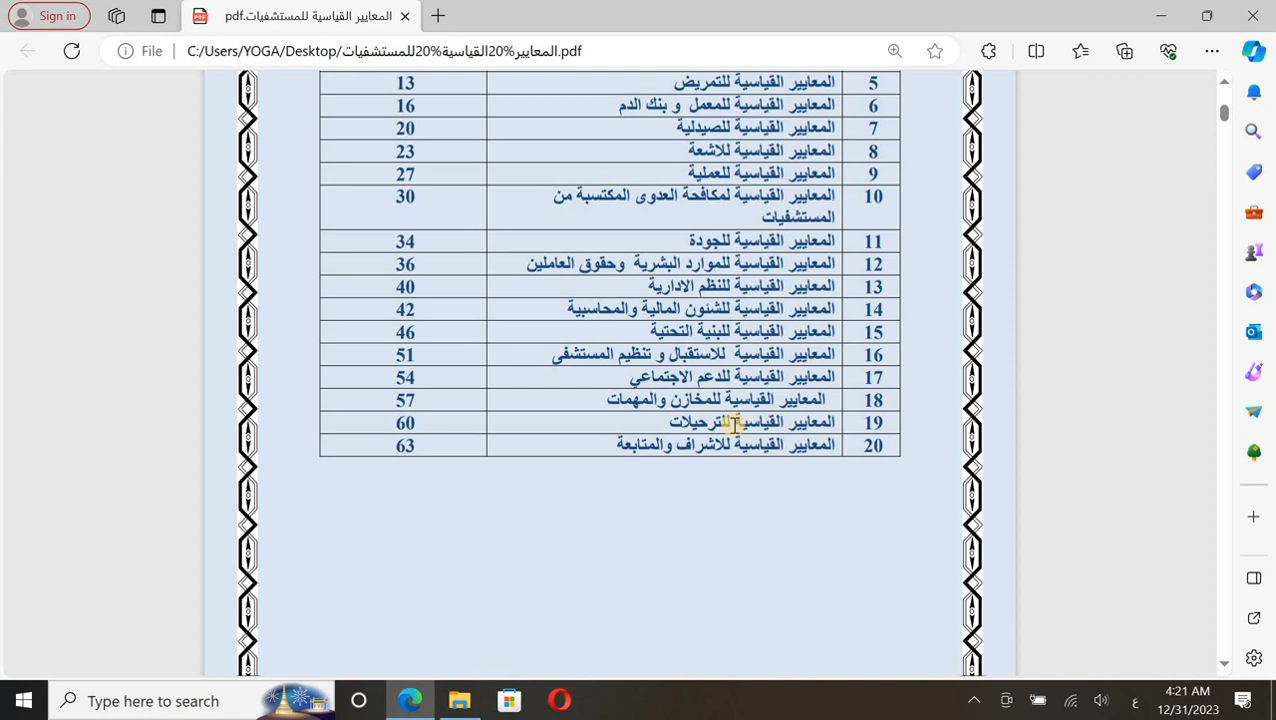 Sign in
المعايير القياسية للمستشفيات.pdf
File
C:/Users/YOGA/Desktop/المعايير%20القياسية%20للمستشفيات.pdf
5 المعايير القياسية للتمريض 13
6 المعايير القياسية للمعمل و بنك الدم 16
7 المعايير القياسية للصيدلية 20
8 المعايير القياسية للاشعة 23
9 المعايير القياسية للعملية 27
10 المعايير القياسية لمكافحة العدوى المكتسبة من 30
المستشفيات
11 المعايير القياسية للجودة 34
12 المعايير القياسية للموارد البشرية وحقوق العاملين 36
13 المعايير القياسية للنظم الادارية 40
14 المعايير القياسية للشئون المالية والمحاسبية 42
15 المعايير القياسية للبنية التحتية 46
16 المعايير القياسية للاستقبال و تنظيم المستشفى 51
17 المعايير القياسية للدعم الاجتماعي 54
18 المعايير القياسية للمخازن والمهمات 57
19 المعايير القياسية للترحيلات 60
20 المعايير القياسية للاشراف والمتابعة 63
Type here to search
ع
4:21 AM
12/31/2023